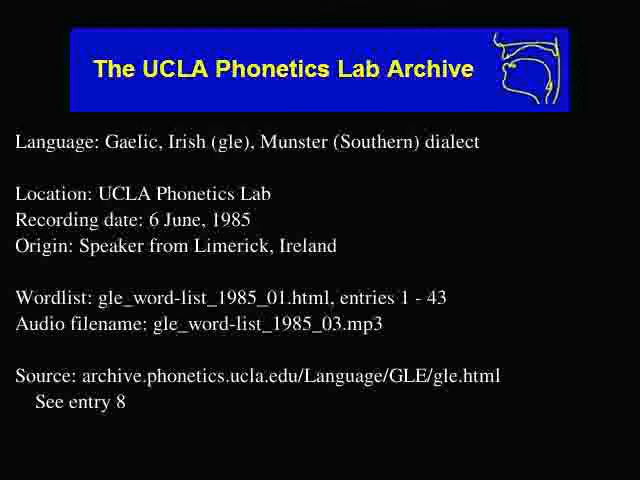 The UCLA Phonetics Lab Archive
Language: Gaelic, Irish (gle), Munster (Southern) dialect
Location: UCLA Phonetics Lab
Recording date: 6 June, 1985
Origin: Speaker from Limerick, Ireland
Wordlist: gle_word-list_1985_01.html, entries 1 - 43
Audio filename: gle_word-list_1985_03.mp3
Source: archive.phonetics.ucla.edu/Language/GLE/gle.html
See entry 8